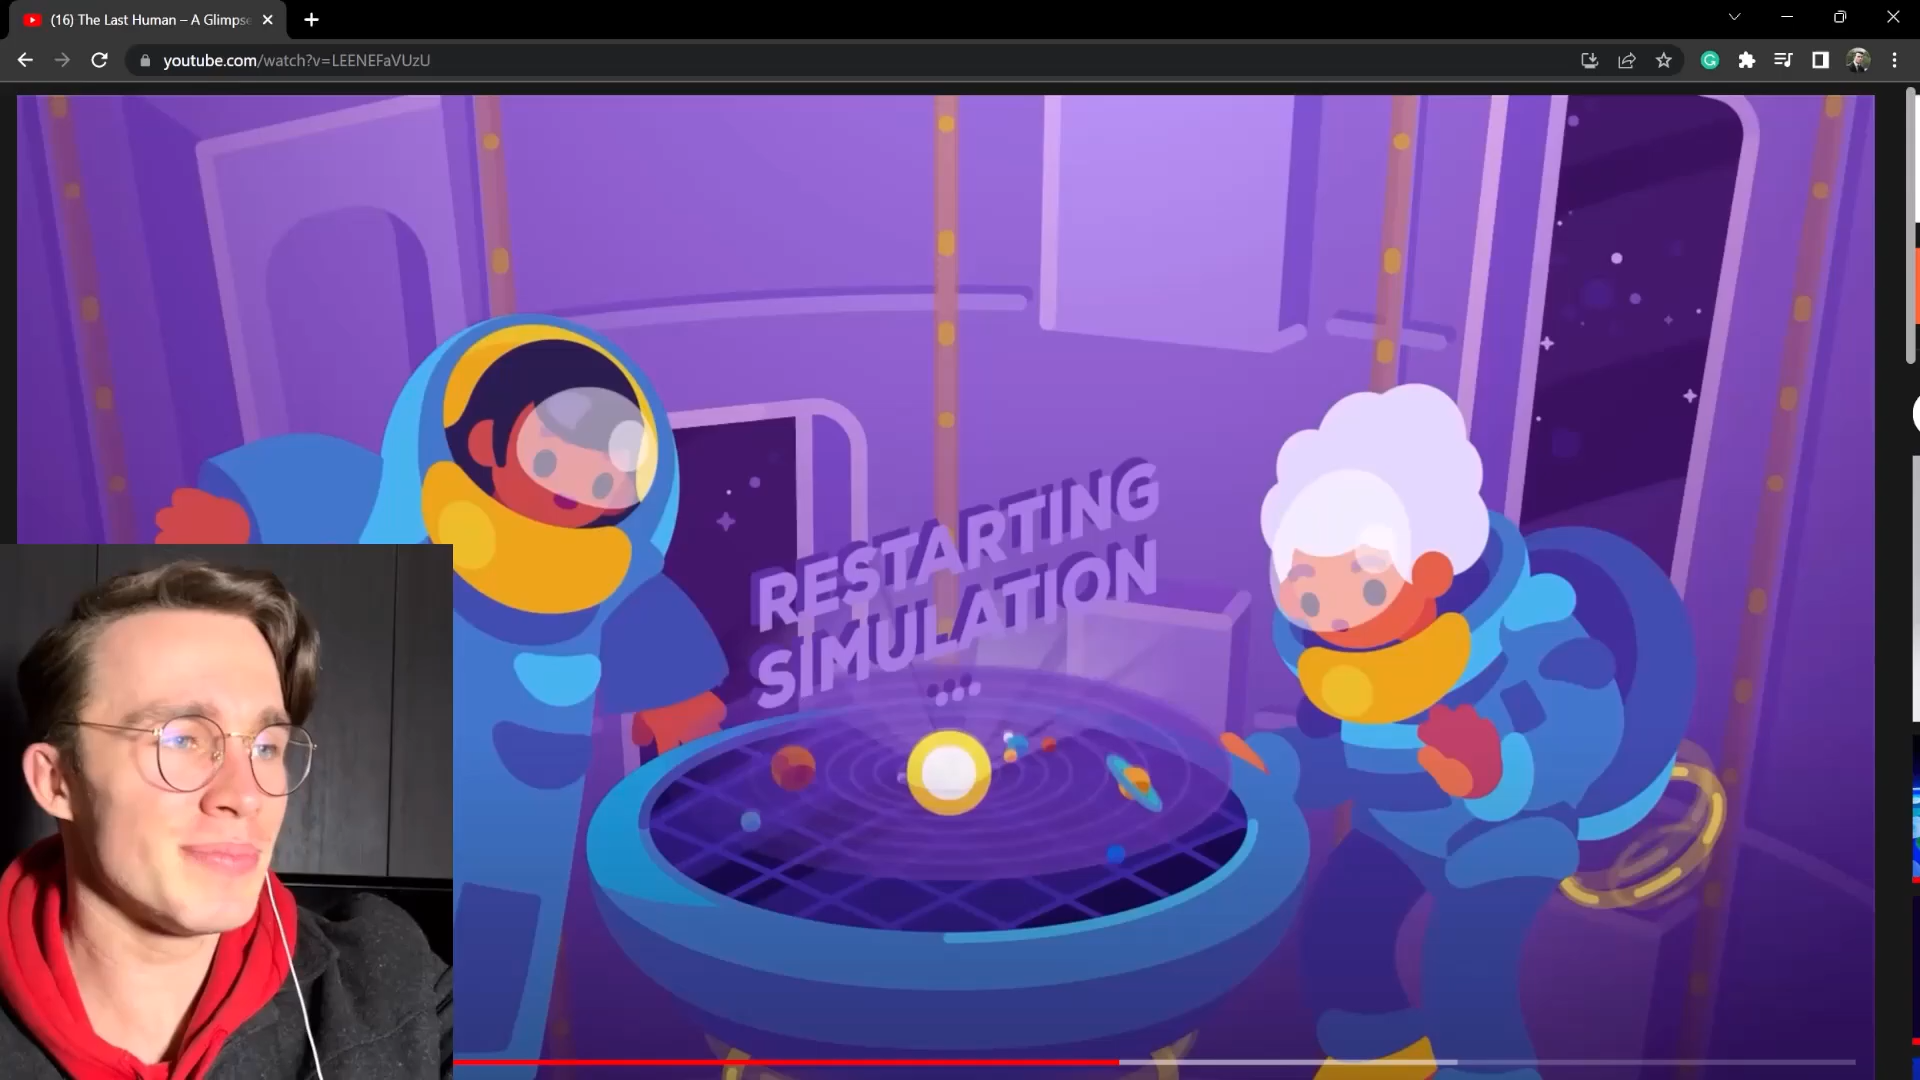 (16) The Last Human – A Glimpse
youtube.com/watch?v=LEENEFaVUzU
RESTARTING
SIMULATION
...